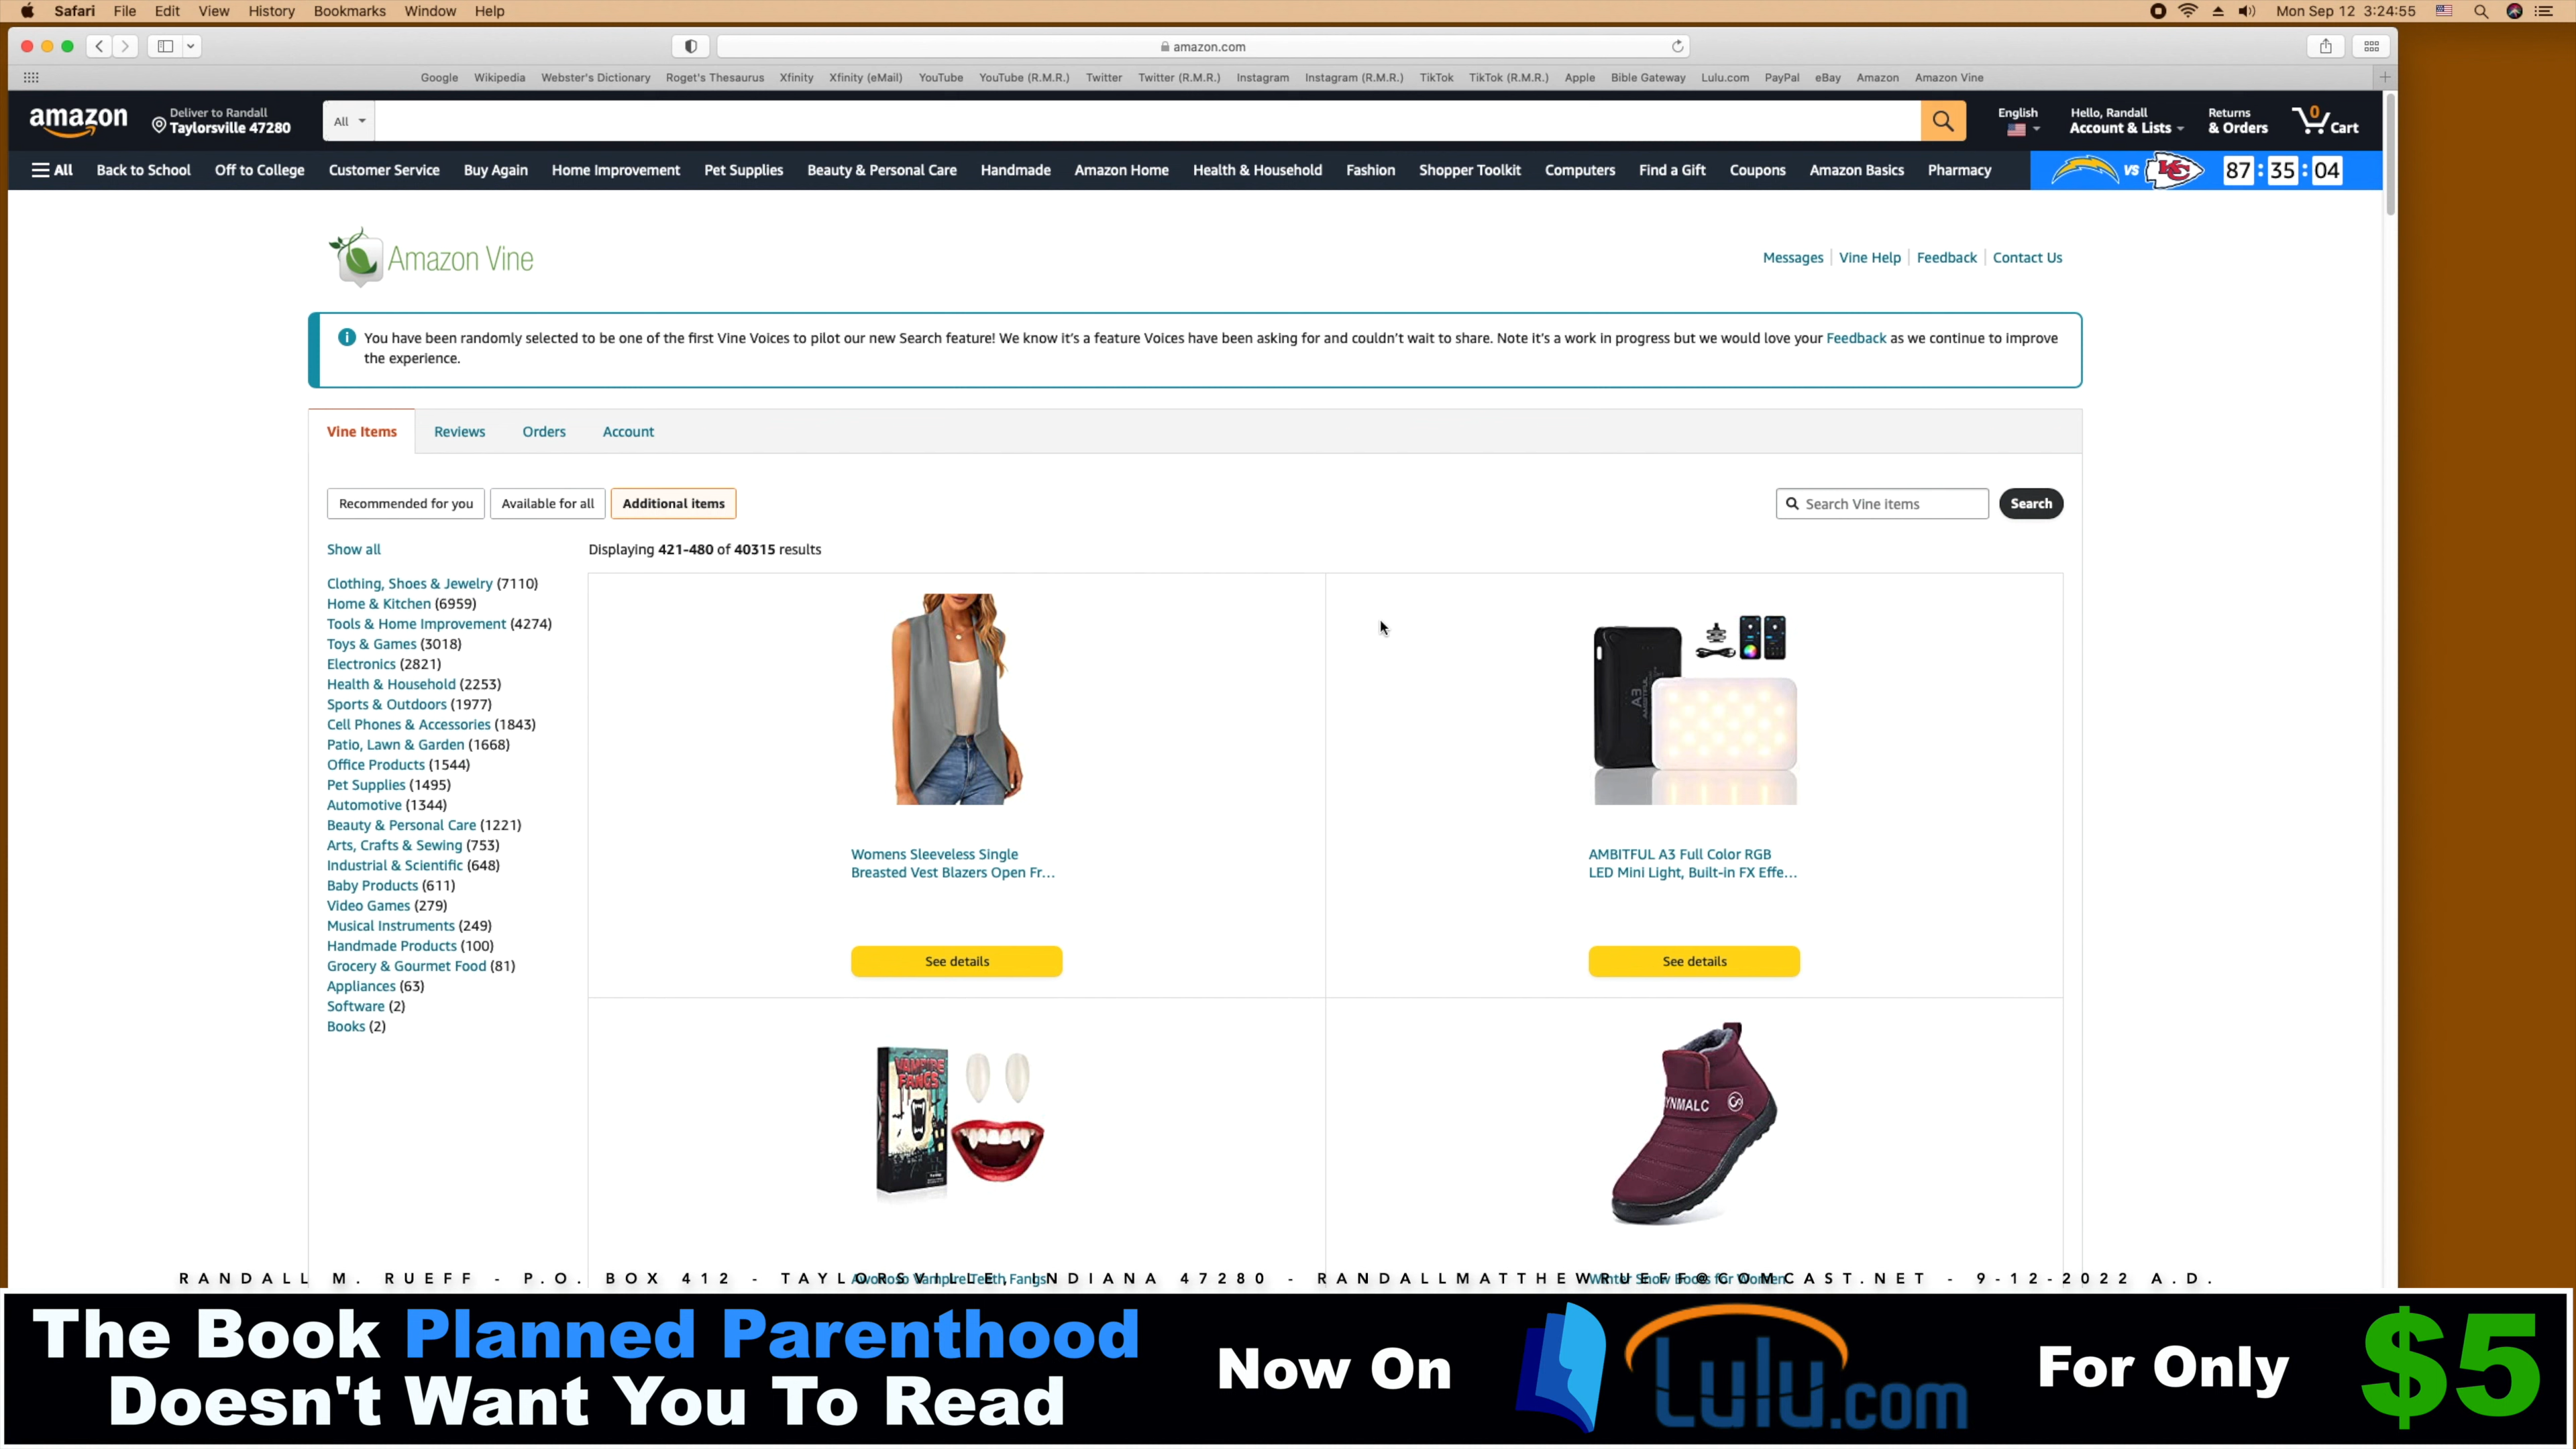 Safari File Edit View History Bookmarks Window Help
Mon Sep 12 3:24:55
amazon.com
Google Wikipedia Webster's Dictionary Roget's Thesaurus Xfinity Xfinity (eMail) YouTube YouTube (R.M.R.) Twitter Twitter (R.M.R.) Instagram Instagram (R.M.R.) TikTok TikTok (R.M.R.) Apple Bible Gateway Lulu.com PayPal eBay Amazon Amazon Vine
amazon
Deliver to Randall
Taylorsville 47280
All
English
Hello, Randall
Account & Lists
Returns
& Orders
0
Cart
All Back to School Off to College Customer Service Buy Again Home Improvement Pet Supplies Beauty & Personal Care Handmade Amazon Home Health & Household Fashion Shopper Toolkit Computers Find a Gift Coupons Amazon Basics Pharmacy
vs KC 87:35:04
Amazon Vine
Messages Vine Help Feedback Contact Us
You have been randomly selected to be one of the first Vine Voices to pilot our new Search feature! We know it's a feature Voices have been asking for and couldn't wait to share. Note it's a work in progress but we would love your Feedback as we continue to improve
the experience.
Vine Items Reviews Orders Account
Recommended for you Available for all Additional items
Search Vine items Search
Show all
Displaying 421-480 of 40315 results
Clothing, Shoes & Jewelry (7110)
Home & Kitchen (6959)
Tools & Home Improvement (4274)
Toys & Games (3018)
Electronics (2821)
Health & Household (2253)
Sports & Outdoors (1977)
Cell Phones & Accessories (1843)
Patio, Lawn & Garden (1668)
Office Products (1544)
Pet Supplies (1495)
Automotive (1344)
Beauty & Personal Care (1221)
Arts, Crafts & Sewing (753)
Industrial & Scientific (648)
Baby Products (611)
Video Games (279)
Musical Instruments (249)
Handmade Products (100)
Grocery & Gourmet Food (81)
Appliances (63)
Software (2)
Books (2)
A3
Womens Sleeveless Single
Breasted Vest Blazers Open Fr...
See details
AMBITFUL A3 Full Color RGB
LED Mini Light, Built-in FX Effe...
See details
VAMPIRE
FANGS
YNMALC
Vampire Teeth, Fangs
Winter Snow Boots for Women
RANDALL M. RUEFF - P.O. BOX 412 - TAYLORSVILLE, INDIANA 47280 - RANDALLMATTHEWRUEFF@COMCAST.NET - 9-12-2022 A.D.
The Book Planned Parenthood
Doesn't Want You To Read
Now On
Lulu.com
For Only
$5